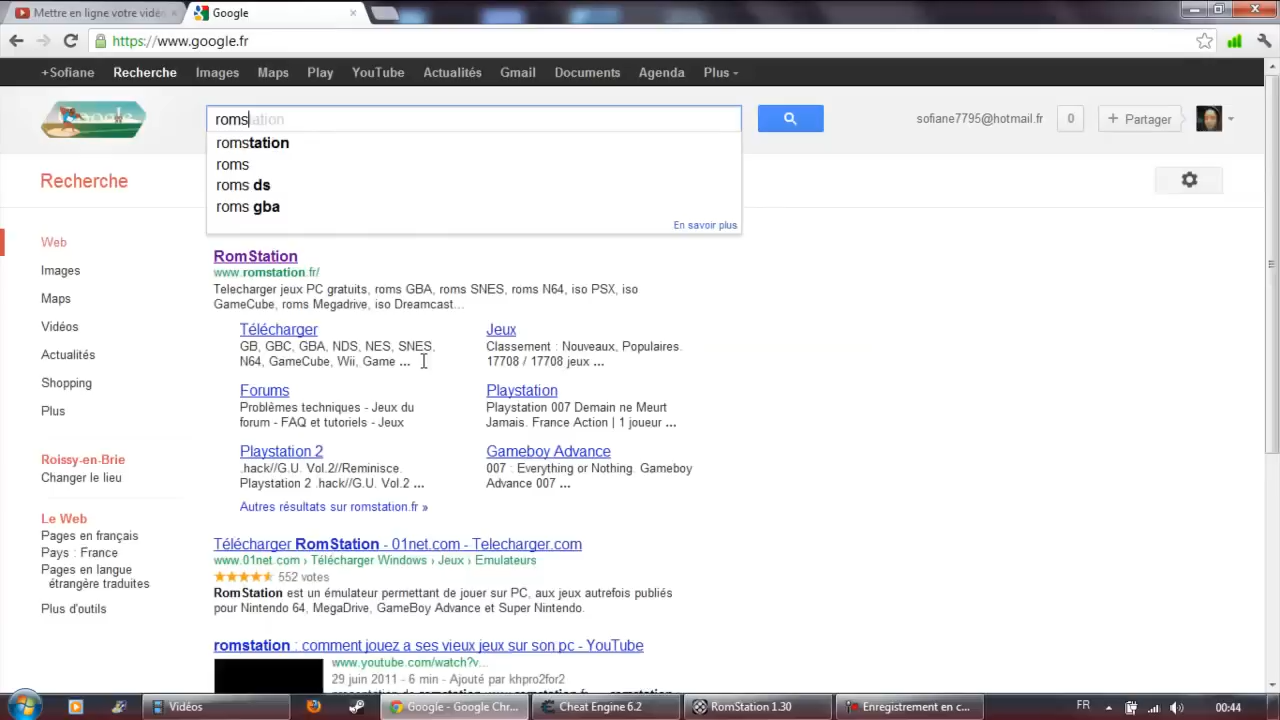 Mettre en ligne votre vidéo
Google
https://www.google.fr
+Sofiane Recherche Images Maps Play YouTube Actualités Gmail Documents Agenda Plus
romstation
sofiane7795@hotmail.fr 0 + Partager
romstation
roms
roms ds
roms gba
En savoir plus
Recherche
Web
Images
Maps
Vidéos
Actualités
Shopping
Plus
Roissy-en-Brie
Changer le lieu
Le Web
Pages en français
Pays : France
Pages en langue
étrangère traduites
Plus d'outils
RomStation
www.romstation.fr/
Telecharger jeux PC gratuits, roms GBA, roms SNES, roms N64, iso PSX, iso
GameCube, roms Megadrive, iso Dreamcast...
Télécharger
GB, GBC, GBA, NDS, NES, SNES,
N64, GameCube, Wii, Game ...
Jeux
Classement : Nouveaux, Populaires.
17708 / 17708 jeux ...
Forums
Problèmes techniques - Jeux du
forum - FAQ et tutoriels - Jeux
Playstation
Playstation 007 Demain ne Meurt
Jamais. France Action | 1 joueur ...
Playstation 2
.hack//G.U. Vol.2//Reminisce.
Playstation 2 .hack//G.U. Vol.2 ...
Gameboy Advance
007 : Everything or Nothing. Gameboy
Advance 007 ...
Autres résultats sur romstation.fr »
Télécharger RomStation - 01net.com - Telecharger.com
www.01net.com › Télécharger Windows › Jeux › Emulateurs
552 votes
RomStation est un émulateur permettant de jouer sur PC, aux jeux autrefois publiés
pour Nintendo 64, MegaDrive, GameBoy Advance et Super Nintendo.
romstation : comment jouez a ses vieux jeux sur son pc - YouTube
www.youtube.com/watch?v...
29 juin 2011 - 6 min - Ajouté par khpro2for2
Vidéos
Google - Google Chr...
Cheat Engine 6.2
RomStation 1.30
Enregistrement en c...
FR
00:44